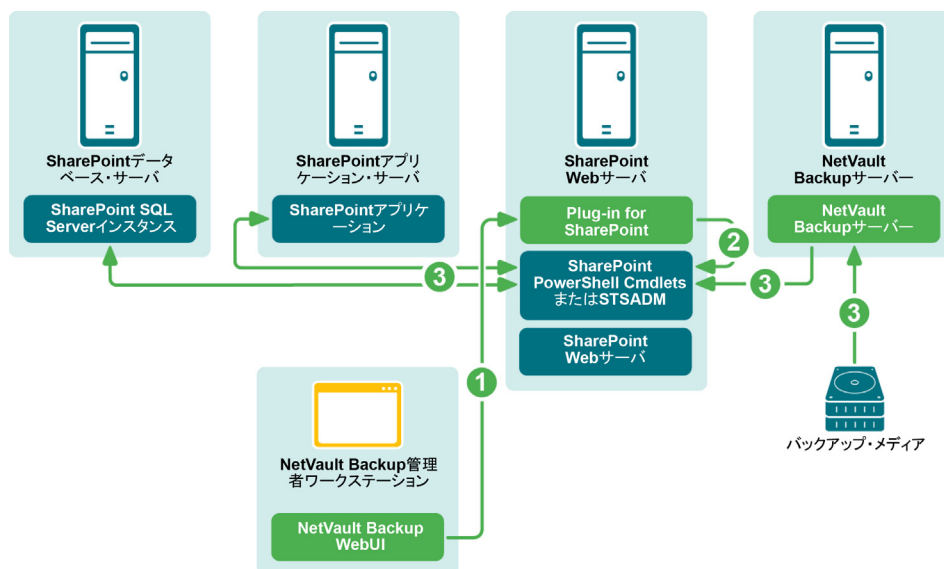 SharePointデータ
ベース・サーバ
SharePoint SQL
Serverインスタンス
SharePointアプリ
ケーション・サーバ
SharePointアプリケ
ーション
SharePoint
Webサーバ
Plug-in for
SharePoint
SharePoint
PowerShell Cmdlets
またはSTSADM
SharePoint
Webサーバ
NetVault
Backupサーバー
NetVault
Backupサーバー
2
3
3
3
1
バックアップ・メディア
NetVault Backup管理
者ワークステーション
NetVault Backup
WebUI